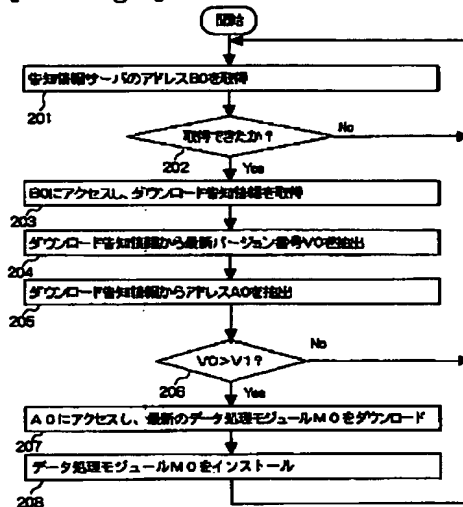 開始
告知情報サーバのアドレスB0を取得
201
取得できたか？
No
202
Yes
B0にアクセスし、ダウンロード告知情報を取得
203
ダウンロード告知情報から最新バージョン番号V0を抽出
204
ダウンロード告知情報からアドレスA0を抽出
205
V0>V1?
No
206
Yes
A0にアクセスし、最新のデータ処理モジュールM0をダウンロード
207
データ処理モジュールM0をインストール
208